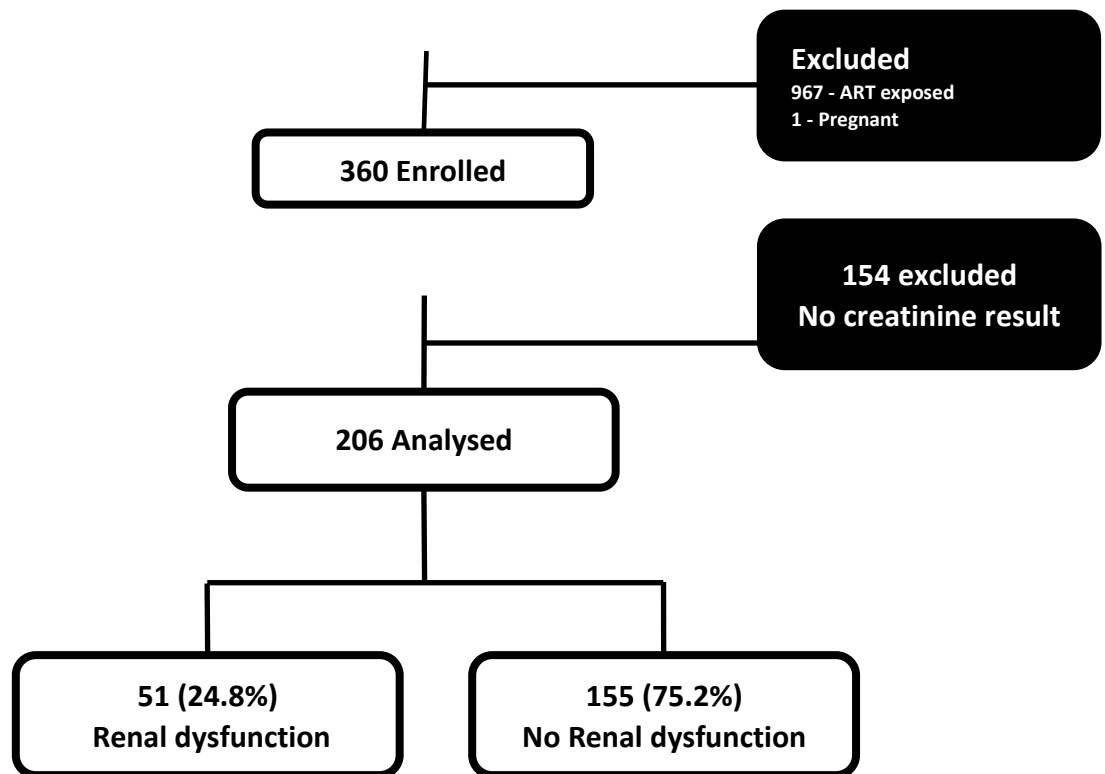 Excluded
967 - ART exposed
1 - Pregnant
360 Enrolled
154 excluded
No creatinine result
206 Analysed
51 (24.8%)
Renal dysfunction
155 (75.2%)
No Renal dysfunction